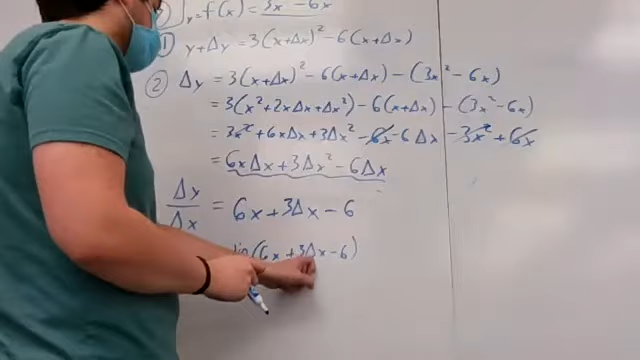 y = f(x) = 3x² - 6x
① y + Δy = 3(x+Δx)² - 6(x+Δx)
② Δy = 3(x+Δx)² - 6(x+Δx) - (3x² - 6x)
= 3(x² + 2xΔx + Δx²) - 6(x+Δx) - (3x² - 6x)
= 3x² + 6xΔx + 3Δx² - 6x - 6Δx - 3x² + 6x
= 6xΔx + 3Δx² - 6Δx
Δy/Δx = 6x + 3Δx - 6
(6x + 3Δx - 6)